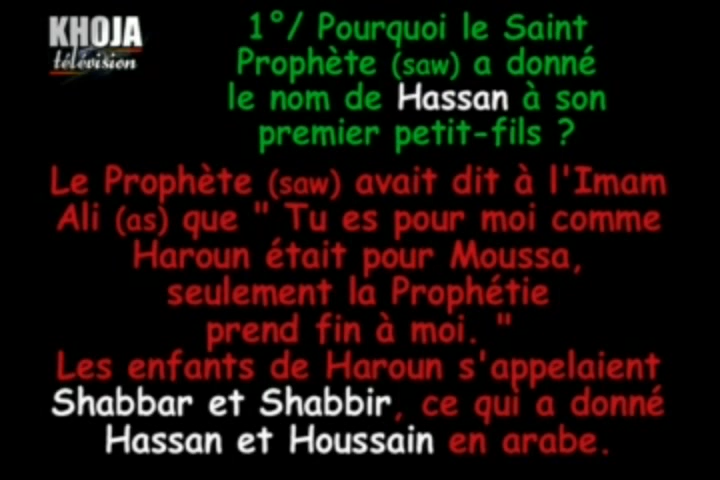 KHOJA
télévision
1°/ Pourquoi le Saint
Prophète (saw) a donné
le nom de Hassan à son
premier petit-fils ?
Le Prophète (saw) avait dit à l'Imam
Ali (as) que " Tu es pour moi comme
Haroun était pour Moussa,
seulement la Prophétie
prend fin à moi. "
Les enfants de Haroun s'appelaient
Shabbar et Shabbir, ce qui a donné
Hassan et Houssain en arabe.